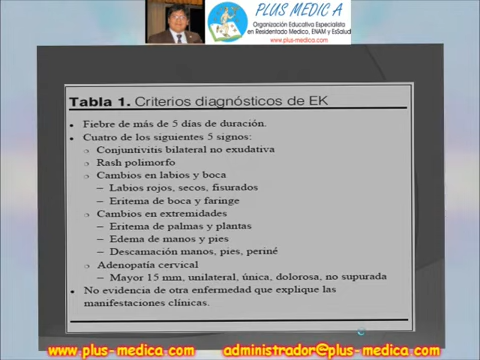 PLUS MEDIC A
Organización Educativa Especialista
en Residentado Medico, ENAM y EsSalud
www.plus-medica.com
Tabla 1. Criterios diagnósticos de EK
• Fiebre de más de 5 días de duración.
• Cuatro de los siguientes 5 signos:
Conjuntivitis bilateral no exudativa
Rash polimorfo
Cambios en labios y boca
– Labios rojos, secos, fisurados
– Eritema de boca y faringe
Cambios en extremidades
– Eritema de palmas y plantas
– Edema de manos y pies
– Descamación manos, pies, periné
Adenopatía cervical
– Mayor 15 mm, unilateral, única, dolorosa, no supurada
• No evidencia de otra enfermedad que explique las
manifestaciones clínicas.
www.plus-medica.com administrador@plus-medica.com